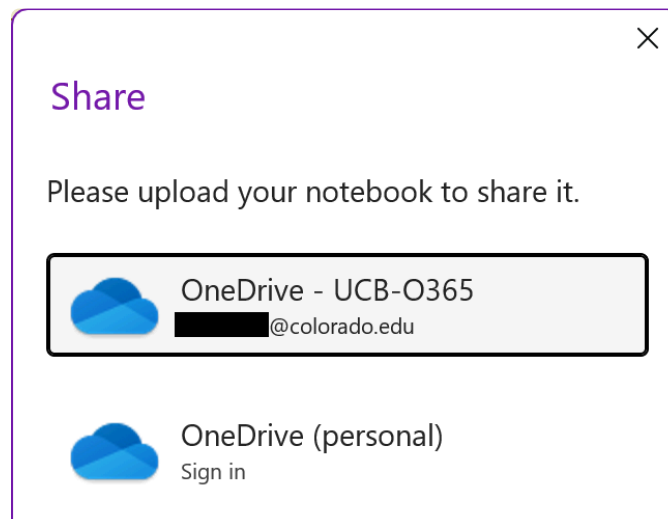 Share
Please upload your notebook to share it.
OneDrive - UCB-O365
@colorado.edu
OneDrive (personal)
Sign in